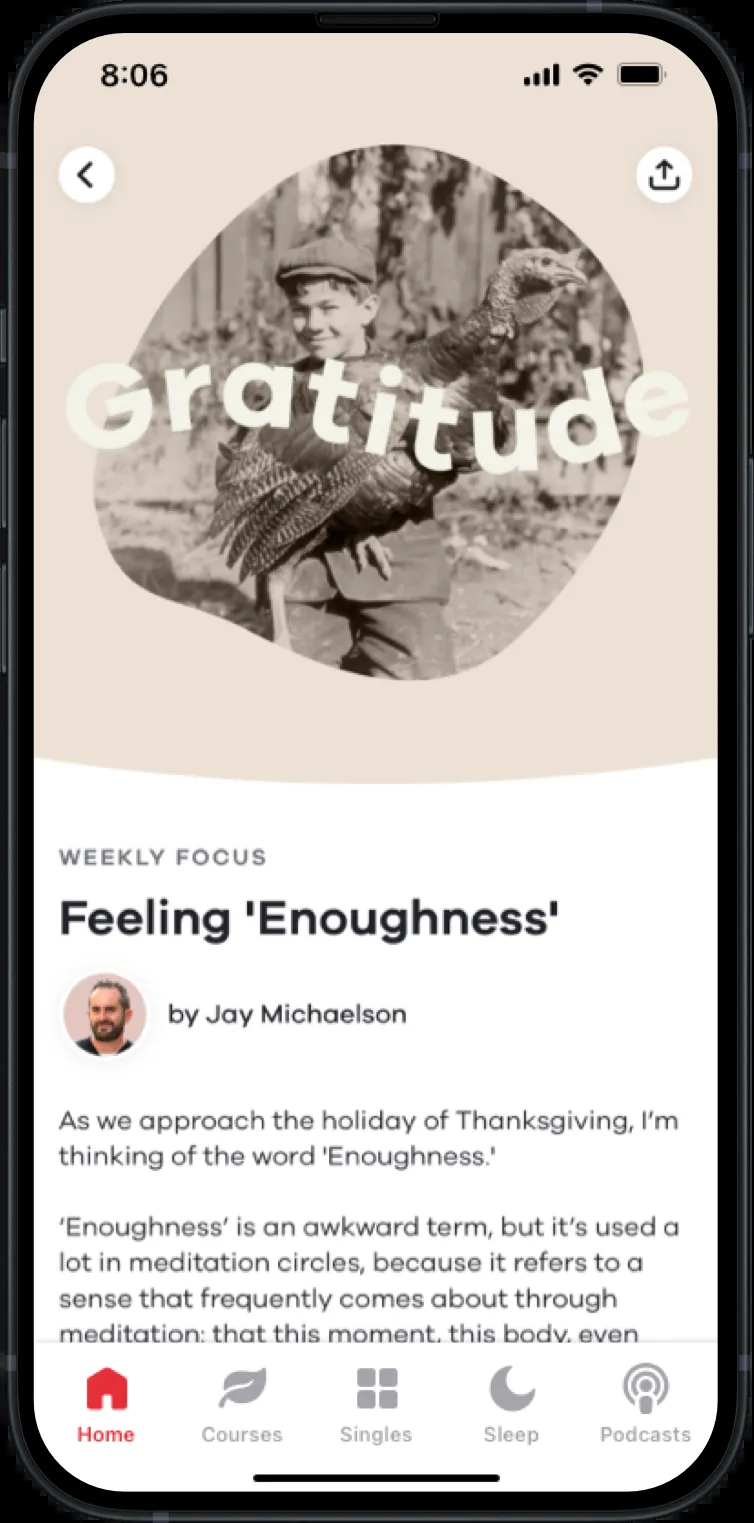 8:06
Gratitude
WEEKLY FOCUS
Feeling 'Enoughness'
by Jay Michaelson
As we approach the holiday of Thanksgiving, I’m
thinking of the word 'Enoughness.'
‘Enoughness’ is an awkward term, but it’s used a
lot in meditation circles, because it refers to a
sense that frequently comes about through
meditation: that this moment, this body, even
Home Courses Singles Sleep Podcasts